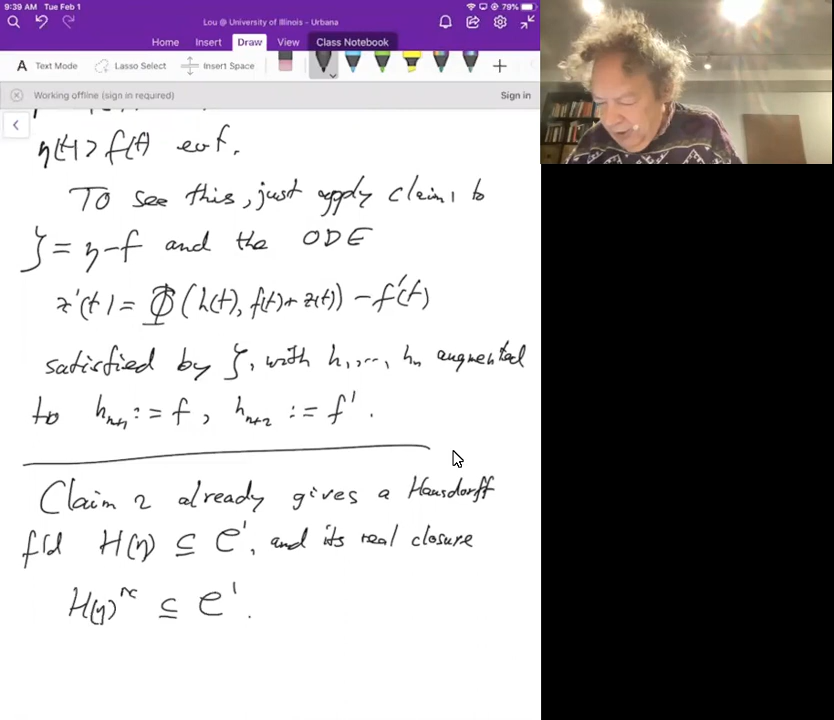 9:39 AM Tue Feb 1
79%
Lou @ University of Illinois - Urbana
Home Insert Draw View Class Notebook
A Text Mode Lasso Select Insert Space
Working offline (sign in required) Sign in
η(t) > f(t) evt.
To see this, just apply claim 1 to
ζ = η - f and the ODE
z'(t) = Φ(h(t), f(t) + z(t)) - f'(t)
satisfied by ζ, with h1, ..., hn augmented
to hn+1 := f, hn+2 := f'.
Claim 2 already gives a Hausdorff
fld H(η) ⊆ C', and its real closure
H(η)^rc ⊆ C'.